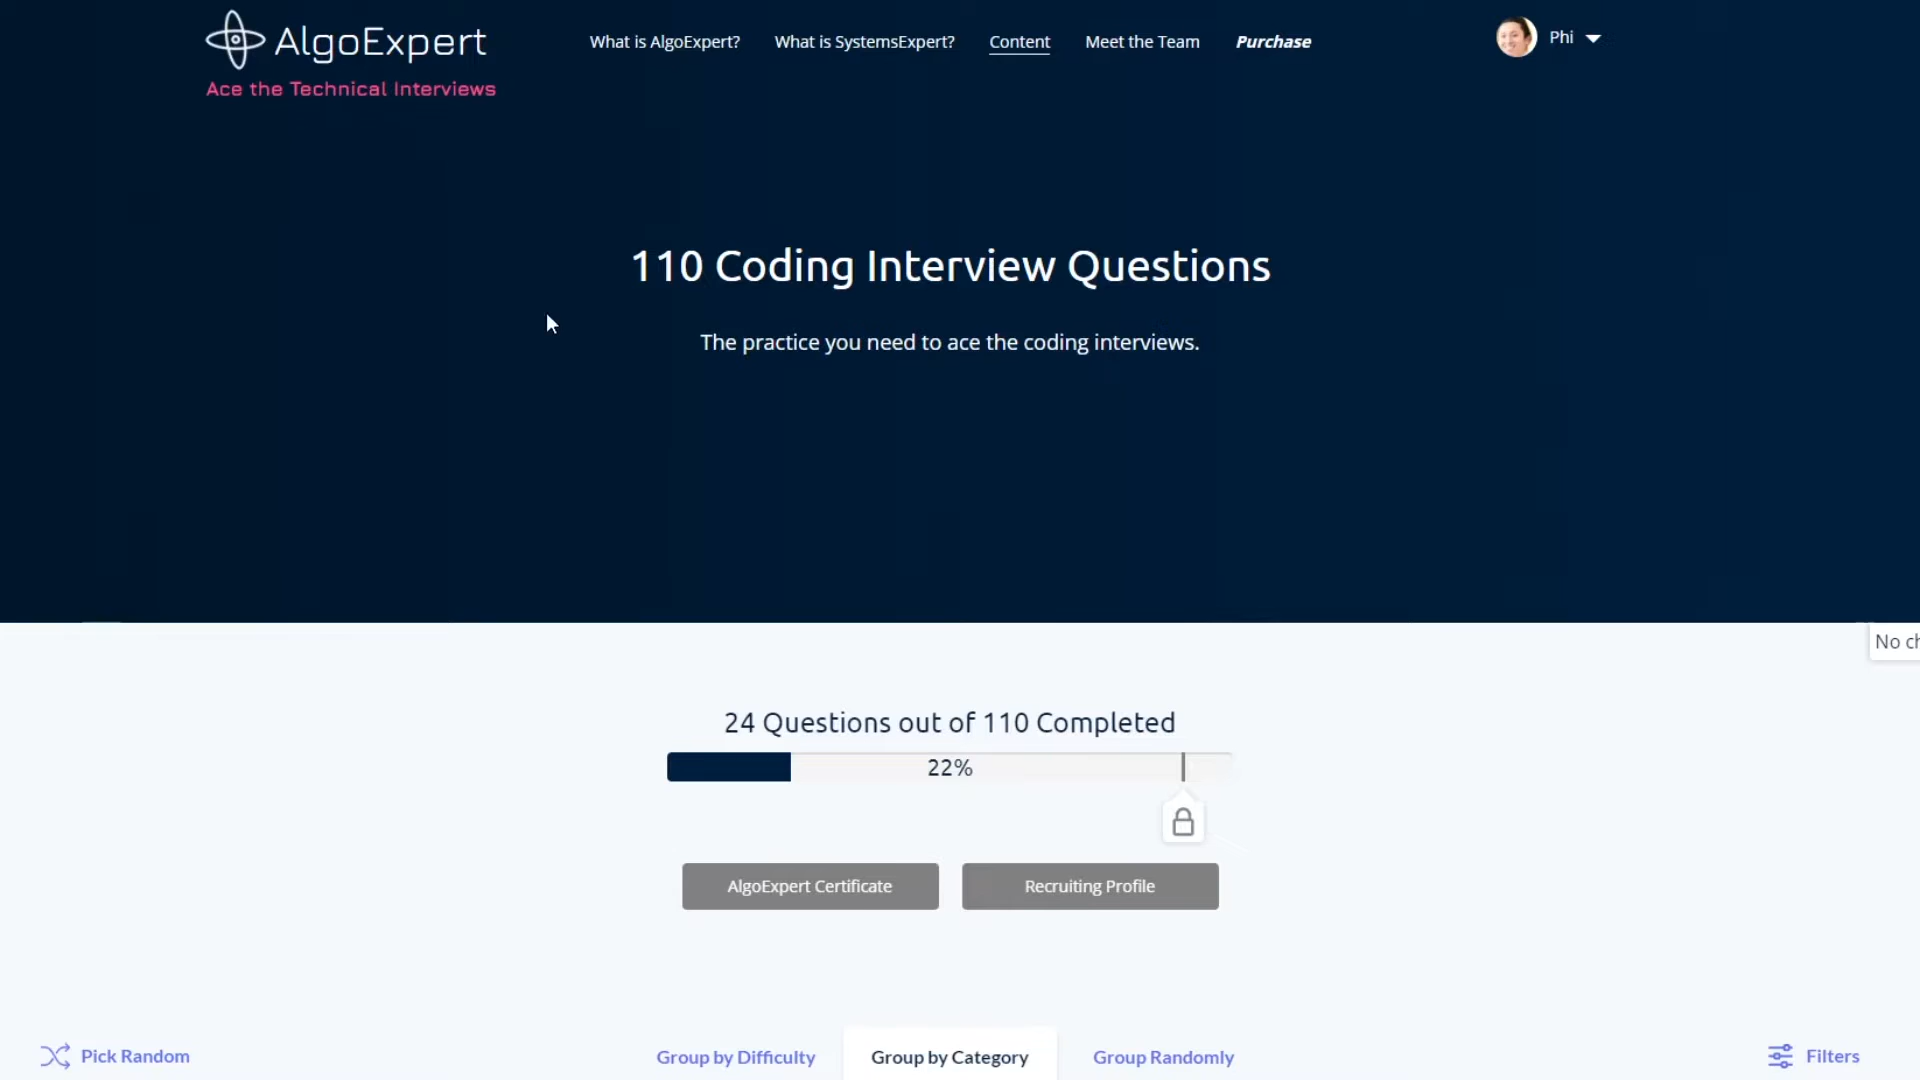 AlgoExpert
Ace the Technical Interviews
What is AlgoExpert?
What is SystemsExpert?
Content
Meet the Team
Purchase
Phi
110 Coding Interview Questions
The practice you need to ace the coding interviews.
No
24 Questions out of 110 Completed
22%
AlgoExpert Certificate
Recruiting Profile
Pick Random
Group by Difficulty
Group by Category
Group Randomly
Filters